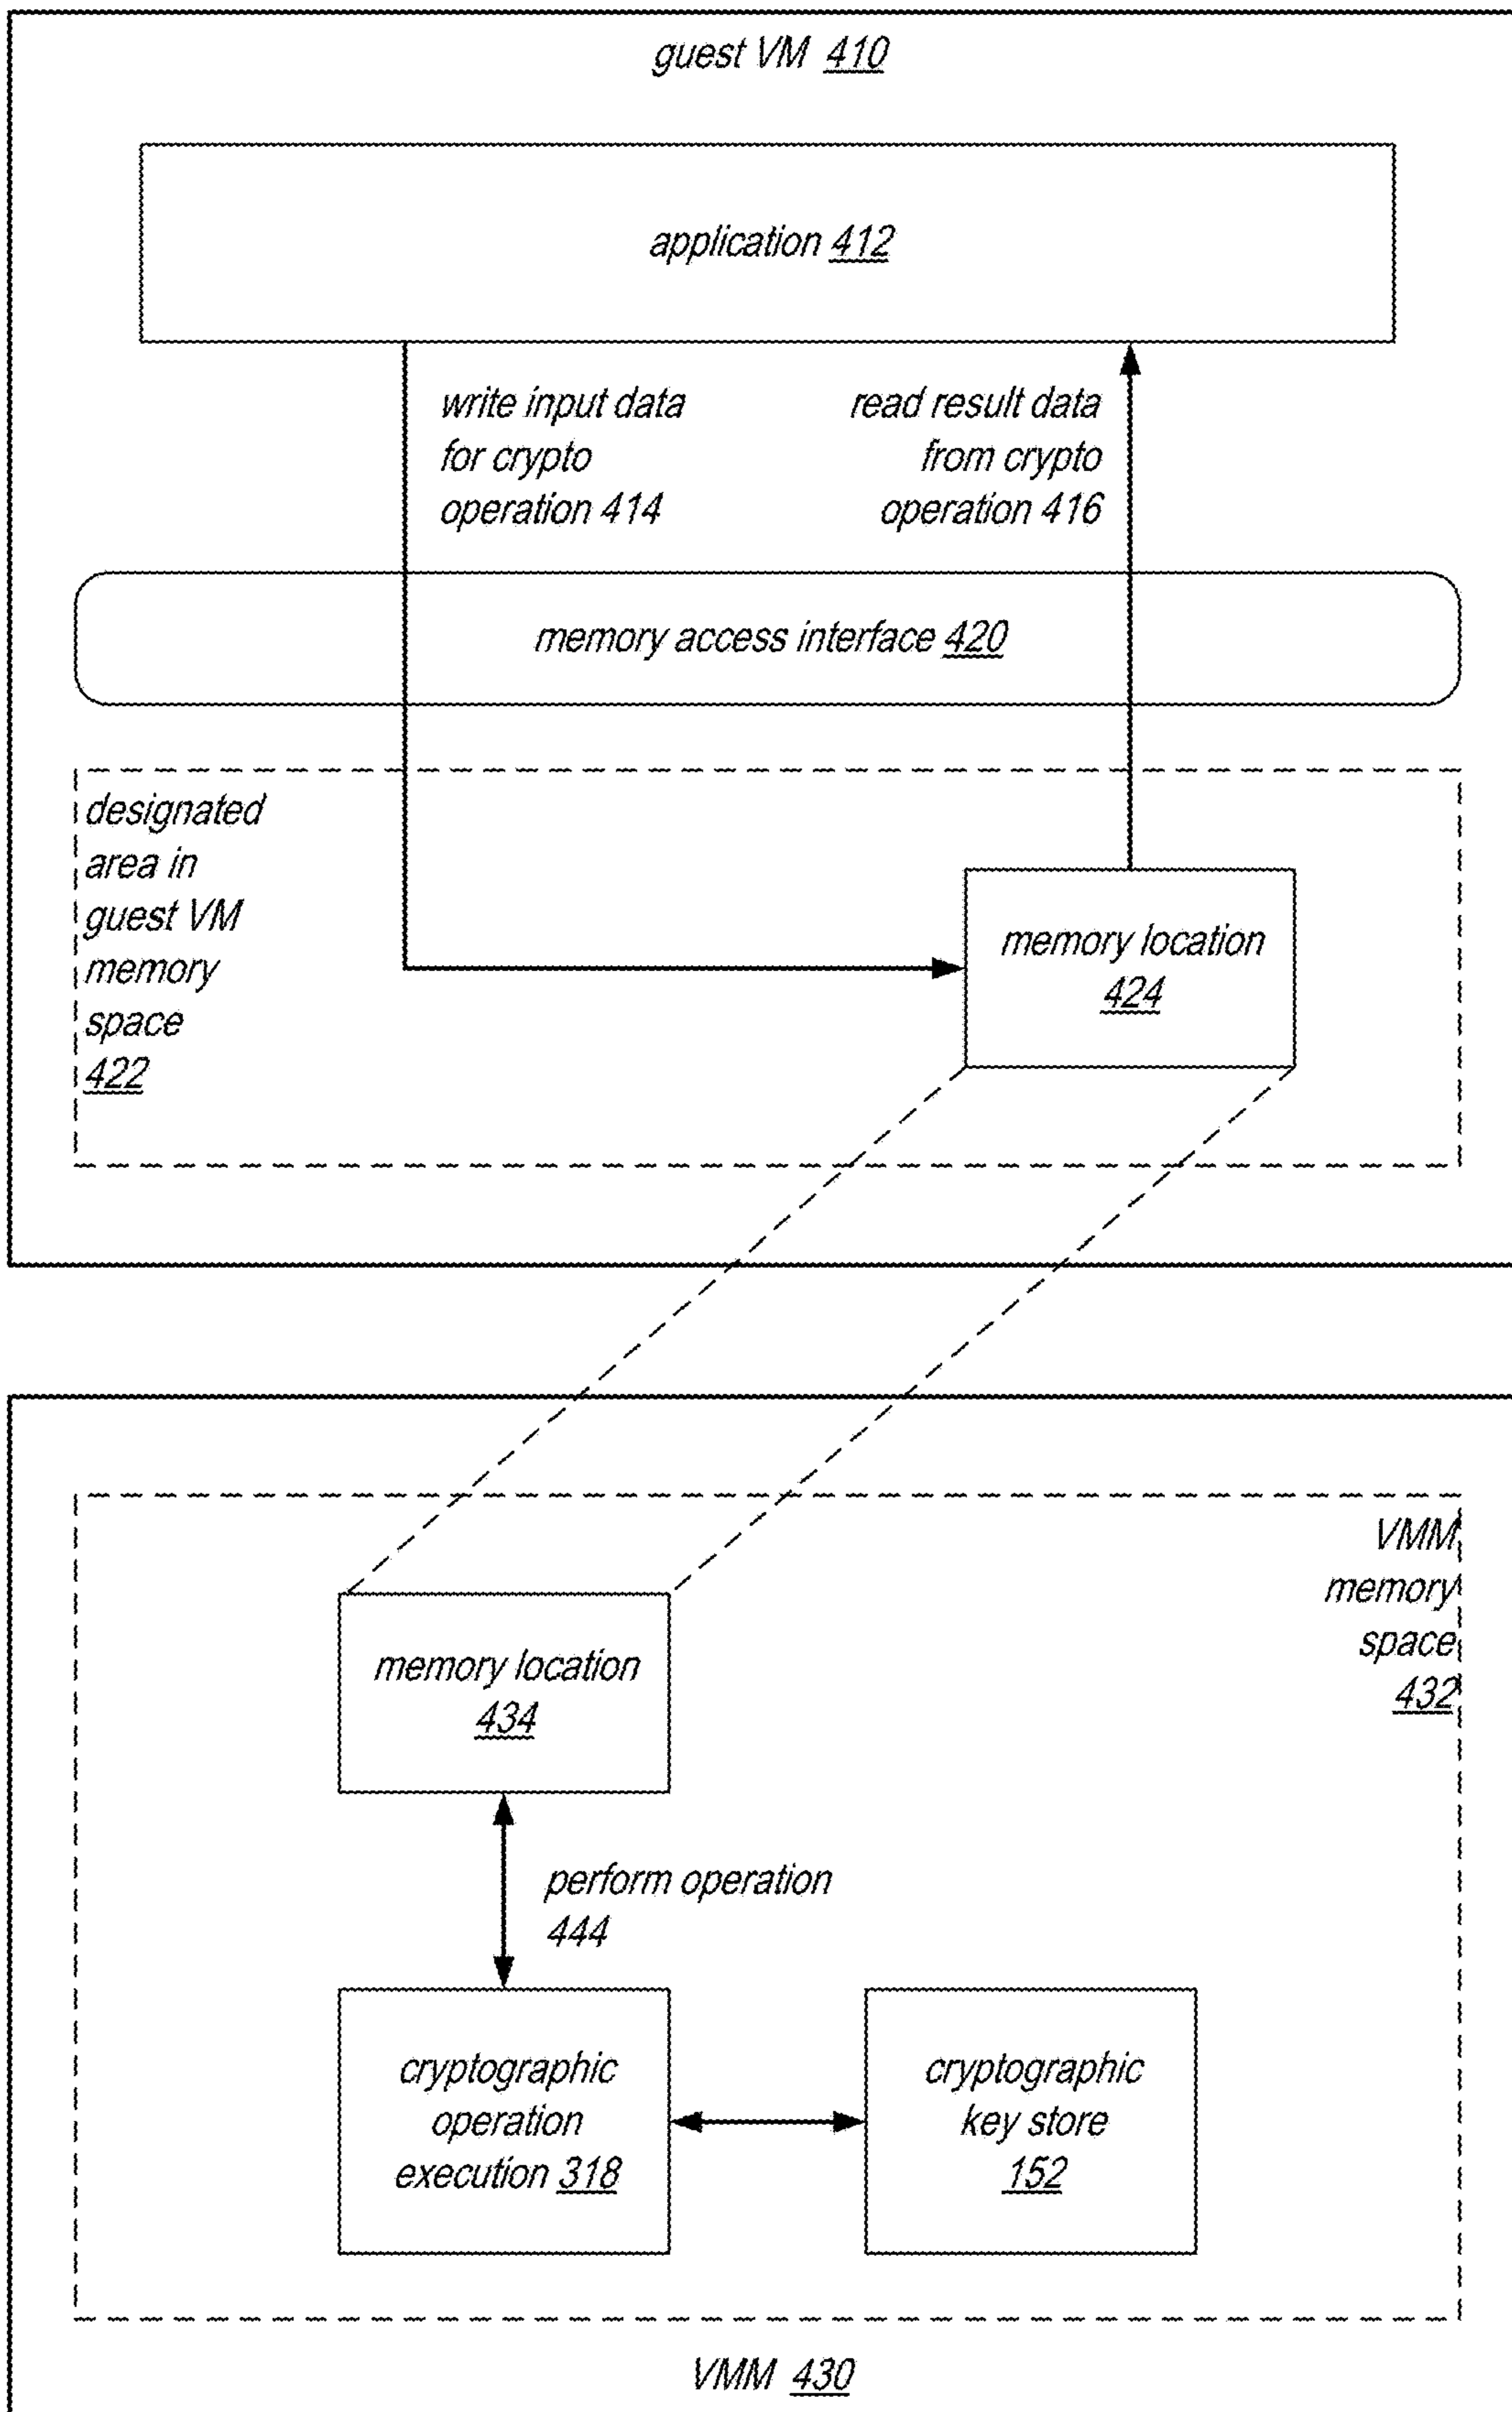 guest VM 410
application 412
write input data
for crypto
operation 414
read result data
from crypto
operation 416
memory access interface 420
designated
area in
guest VM
memory
space
422
memory location
424
VMM
memory
space
432
memory location
434
perform operation
444
cryptographic
operation
execution 318
cryptographic
key store
152
VMM 430